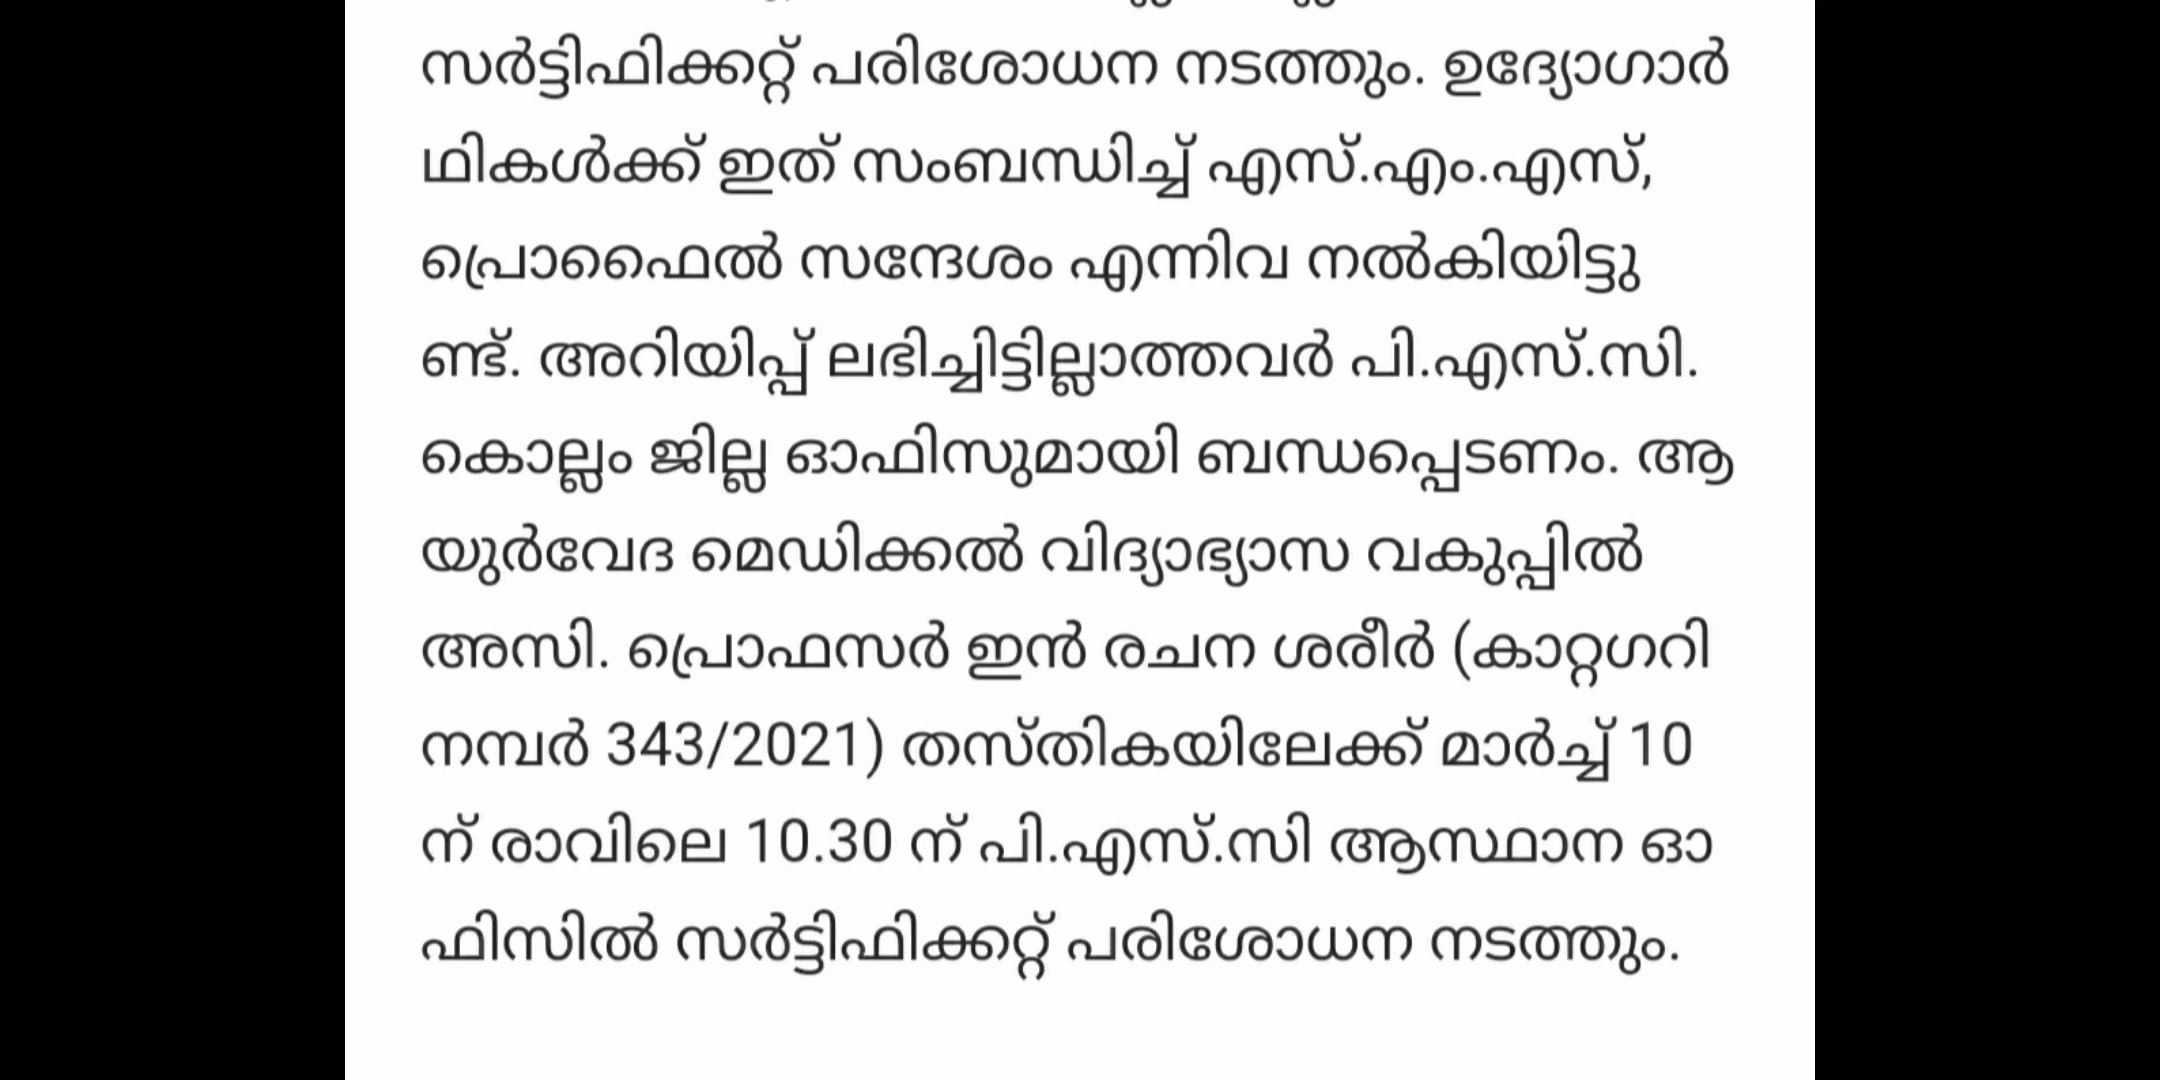 സർട്ടിഫിക്കറ്റ് പരിശോധന നടത്തും. ഉദ്യോഗാർ
ഥികൾക്ക് ഇത് സംബന്ധിച്ച് എസ്.എം.എസ്,
പ്രൊഫൈൽ സന്ദേശം എന്നിവ നൽകിയിട്ടു
ണ്ട്. അറിയിപ്പ് ലഭിച്ചിട്ടില്ലാത്തവർ പി.എസ്.സി.
കൊല്ലം ജില്ല ഓഫിസുമായി ബന്ധപ്പെടണം. ആ
യുർവേദ മെഡിക്കൽ വിദ്യാഭ്യാസ വകുപ്പിൽ
അസി. പ്രൊഫസർ ഇൻ രചന ശരീർ (കാറ്റഗറി
നമ്പർ 343/2021) തസ്തികയിലേക്ക് മാർച്ച് 10
ന് രാവിലെ 10.30 ന് പി.എസ്.സി ആസ്ഥാന ഓ
ഫിസിൽ സർട്ടിഫിക്കറ്റ് പരിശോധന നടത്തും.